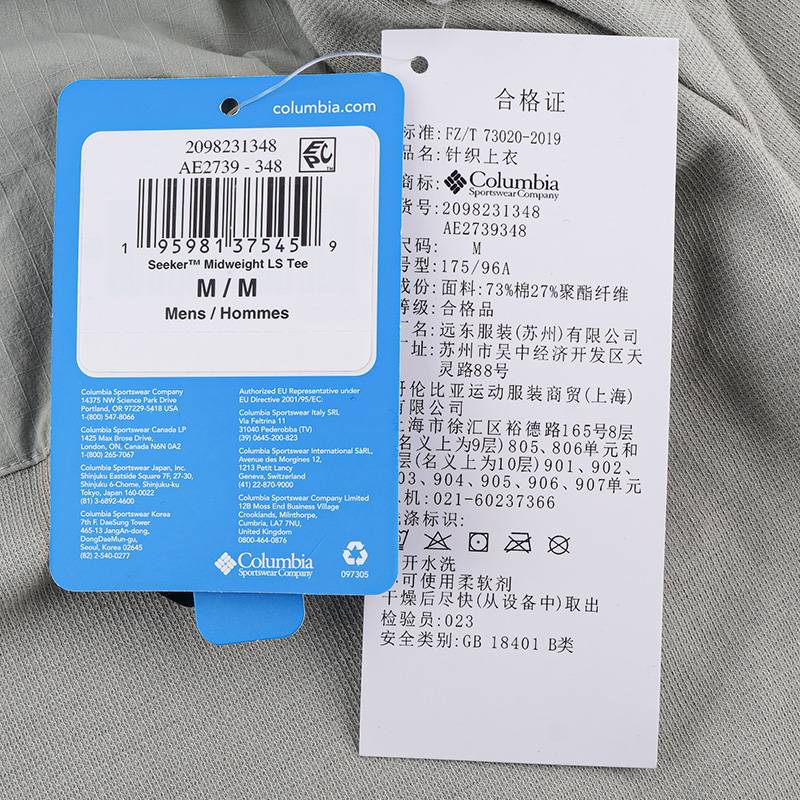 columbia.com
2098231348
AE2739 - 348
EPC
1 95981 37545 9
Seeker™ Midweight LS Tee
M / M
Mens / Hommes
Columbia Sportswear Company
14375 NW Science Park Drive
Portland, OR 97229-5418 USA
1-(800) 547-8066
Columbia Sportswear Canada LP
1425 Max Brose Drive,
London, ON, Canada N6N 0A2
1-(800) 265-7067
Columbia Sportswear Japan, Inc.
Shinjuku Eastside Square 7F, 27-30,
Shinjuku 6-Chome, Shinjuku-ku
Tokyo, Japan 160-0022
(81) 3-6892-4600
Columbia Sportswear Korea
7th F. DaeSung Tower
465-13 JangAn-dong,
DongDaeMun-gu,
Seoul, Korea 02645
(82) 2-540-0277
Authorized EU Representative under
EU Directive 2001/95/EC:
Columbia Sportswear Italy SRL
Via Feltrina 11
31040 Pederobba (TV)
(39) 0645-200-823
Columbia Sportswear International SàRL,
Avenue des Morgines 12,
1213 Petit Lancy
Geneva, Switzerland
(41) 22-870-9000
Columbia Sportswear Company Limited
12B Moss End Business Village
Crooklands, Milnthorpe,
Cumbria, LA7 7NU,
United Kingdom
0800-464-0876
Columbia
Sportswear Company
097305
合格证
标准: FZ/T 73020-2019
品名: 针织上衣
商标: Columbia
Sportswear Company
货号: 2098231348
AE2739348
尺码: M
号型: 175/96A
成份: 面料: 73%棉27%聚酯纤维
等级: 合格品
名: 远东服装(苏州)有限公司
址: 苏州市吴中经济开发区天
灵路88号
哥伦比亚运动服装商贸(上海)
有限公司
上海市徐汇区裕德路165号8层
(名义上为9层)805、806单元和
层(名义上为10层)901、902、
03、904、905、906、907单元
人机: 021-60237366
洗涤标识:
开水洗
可使用柔软剂
干燥后尽快(从设备中)取出
检验员: 023
安全类别: GB 18401 B类